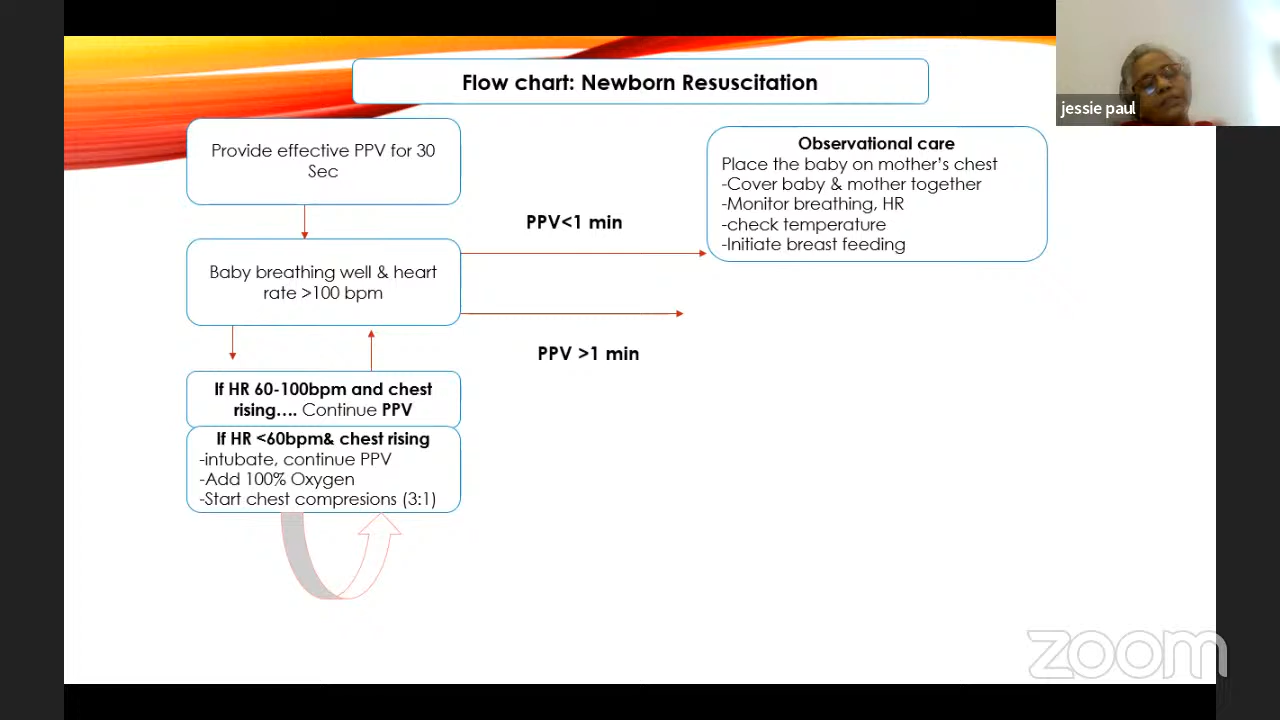 Flow chart: Newborn Resuscitation
jessie paul
Provide effective PPV for 30
Sec
Observational care
Place the baby on mother's chest
-Cover baby & mother together
-Monitor breathing, HR
-check temperature
-Initiate breast feeding
PPV<1 min
Baby breathing well & heart
rate >100 bpm
PPV >1 min
If HR 60-100bpm and chest
rising.... Continue PPV
If HR <60bpm& chest rising
-intubate, continue PPV
-Add 100% Oxygen
-Start chest compresions (3:1)
zoom